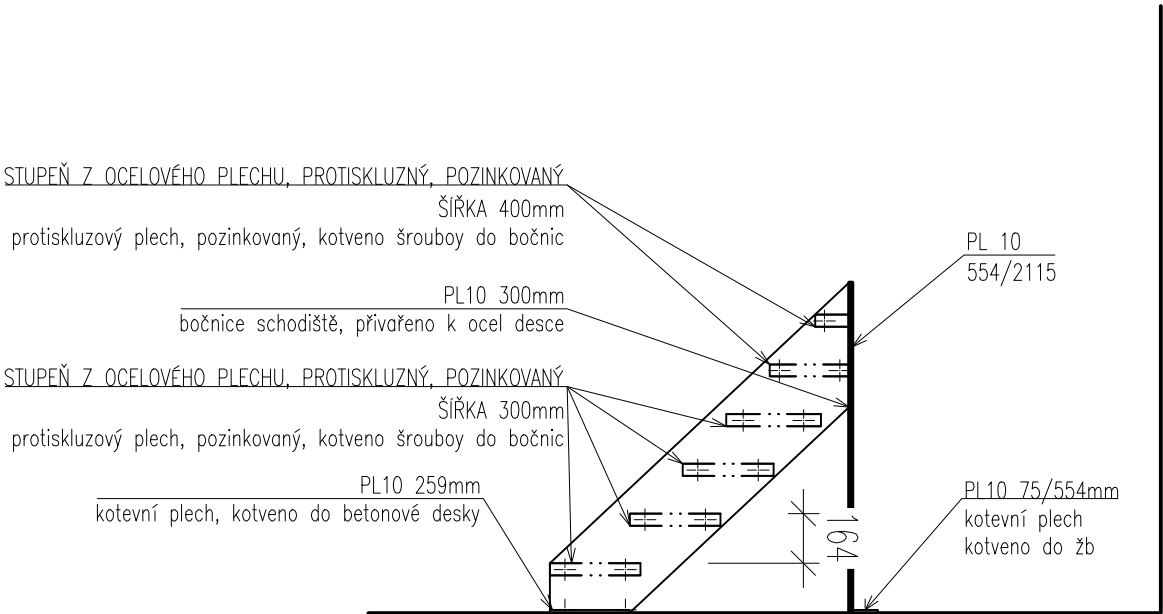 STUPEŇ Z OCELOVÉHO PLECHU, PROTISKLUZNÝ, POZINKOVANÝ
ŠÍŘKA 400mm
protiskluzový plech, pozinkovaný, kotveno šrouboy do bočnic
PL10 300mm
bočnice schodiště, přivařeno k ocel desce
STUPEŇ Z OCELOVÉHO PLECHU, PROTISKLUZNÝ, POZINKOVANÝ
ŠÍŘKA 300mm
protiskluzový plech, pozinkovaný, kotveno šrouboy do bočnic
PL10 259mm
kotevní plech, kotveno do betonové desky
PL 10
554/2115
164
PL10 75/554mm
kotevní plech
kotveno do žb